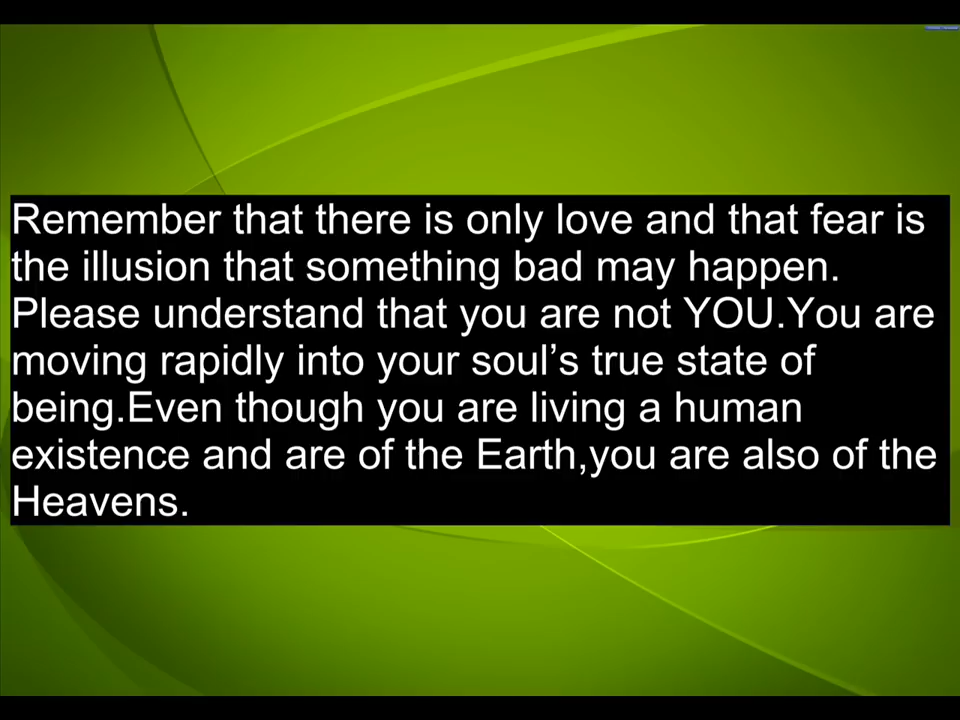 Remember that there is only love and that fear is
the illusion that something bad may happen.
Please understand that you are not YOU.You are
moving rapidly into your soul’s true state of
being.Even though you are living a human
existence and are of the Earth,you are also of the
Heavens.